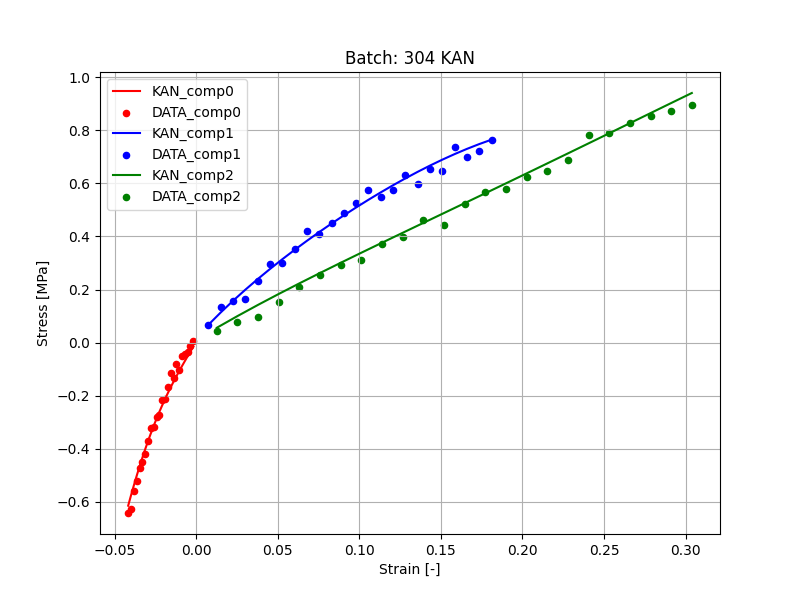 Batch: 304 KAN
KAN_comp0
DATA_comp0
KAN_comp1
DATA_comp1
KAN_comp2
DATA_comp2
Stress [MPa]
1.0
0.8
0.6
0.4
0.2
0.0
−0.2
−0.4
−0.6
−0.05 0.00 0.05 0.10 0.15 0.20 0.25 0.30
Strain [-]